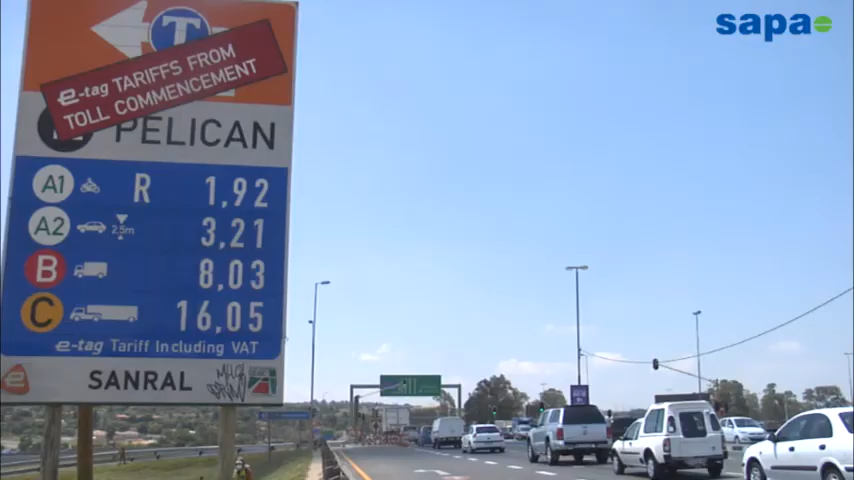 sapa
T
e-tag TARIFFS FROM
TOLL COMMENCEMENT
PELICAN
A1 R 1,92
A2 2,5m 3,21
B 8,03
C 16,05
e-tag Tariff Including VAT
SANRAL